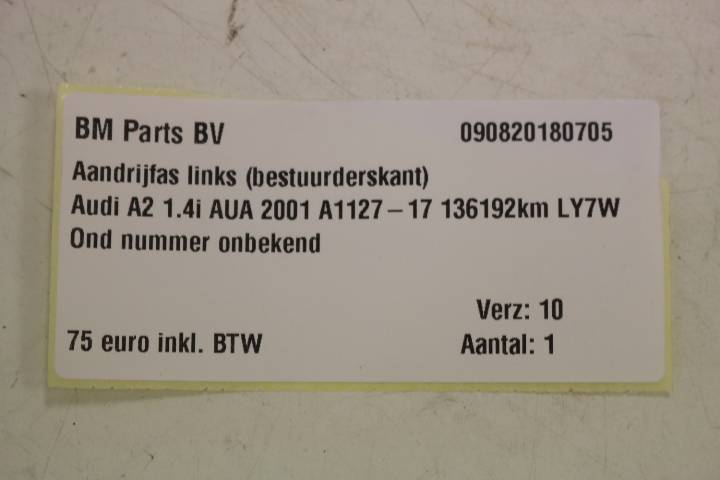 BM Parts BV 090820180705
Aandrijfas links (bestuurderskant)
Audi A2 1.4i AUA 2001 A1127-17 136192km LY7W
Ond nummer onbekend
Verz: 10
75 euro inkl. BTW Aantal: 1